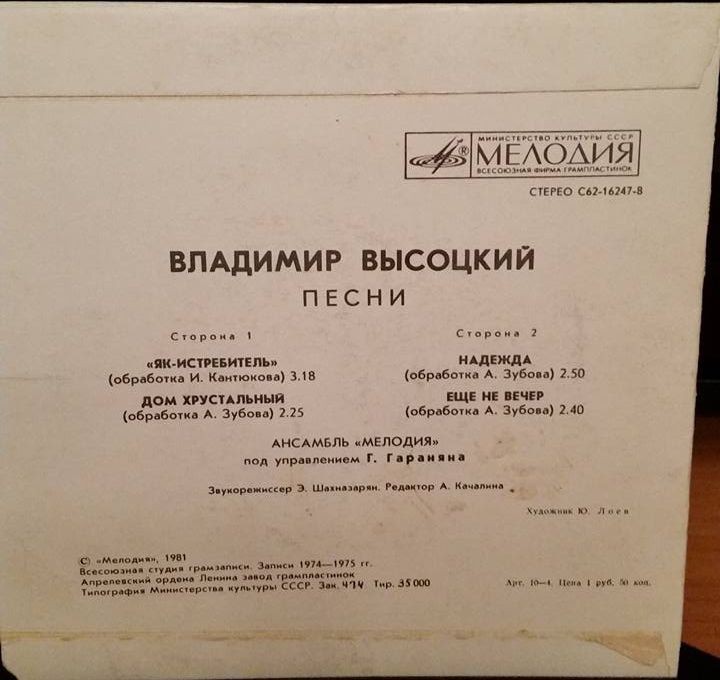 МИНИСТЕРСТВО КУЛЬТУРЫ СССР
® МЕЛОДИЯ
ВСЕСОЮЗНАЯ ФИРМА ГРАМПЛАСТИНОК
СТЕРЕО С62-16247-8
ВЛАДИМИР ВЫСОЦКИЙ
ПЕСНИ
Сторона 1
«ЯК-ИСТРЕБИТЕЛЬ»
(обработка И. Кантюкова) 3.18
ДОМ ХРУСТАЛЬНЫЙ
(обработка А. Зубова) 2.25
Сторона 2
НАДЕЖДА
(обработка А. Зубова) 2.50
ЕЩЕ НЕ ВЕЧЕР
(обработка А. Зубова) 2.40
АНСАМБЛЬ «МЕЛОДИЯ»
под управлением Г. Гараняна
Звукорежиссер Э. Шахназарян. Редактор А. Качалина
Художник Ю. Лоев
© «Мелодия», 1981
Всесоюзная студия грамзаписи. Записи 1974—1975 гг.
Апрелевский ордена Ленина завод грампластинок
Типография Министерства культуры СССР. Зак. 474 Тир. 35000
Арт. 10—4. Цена 1 руб. 50 коп.